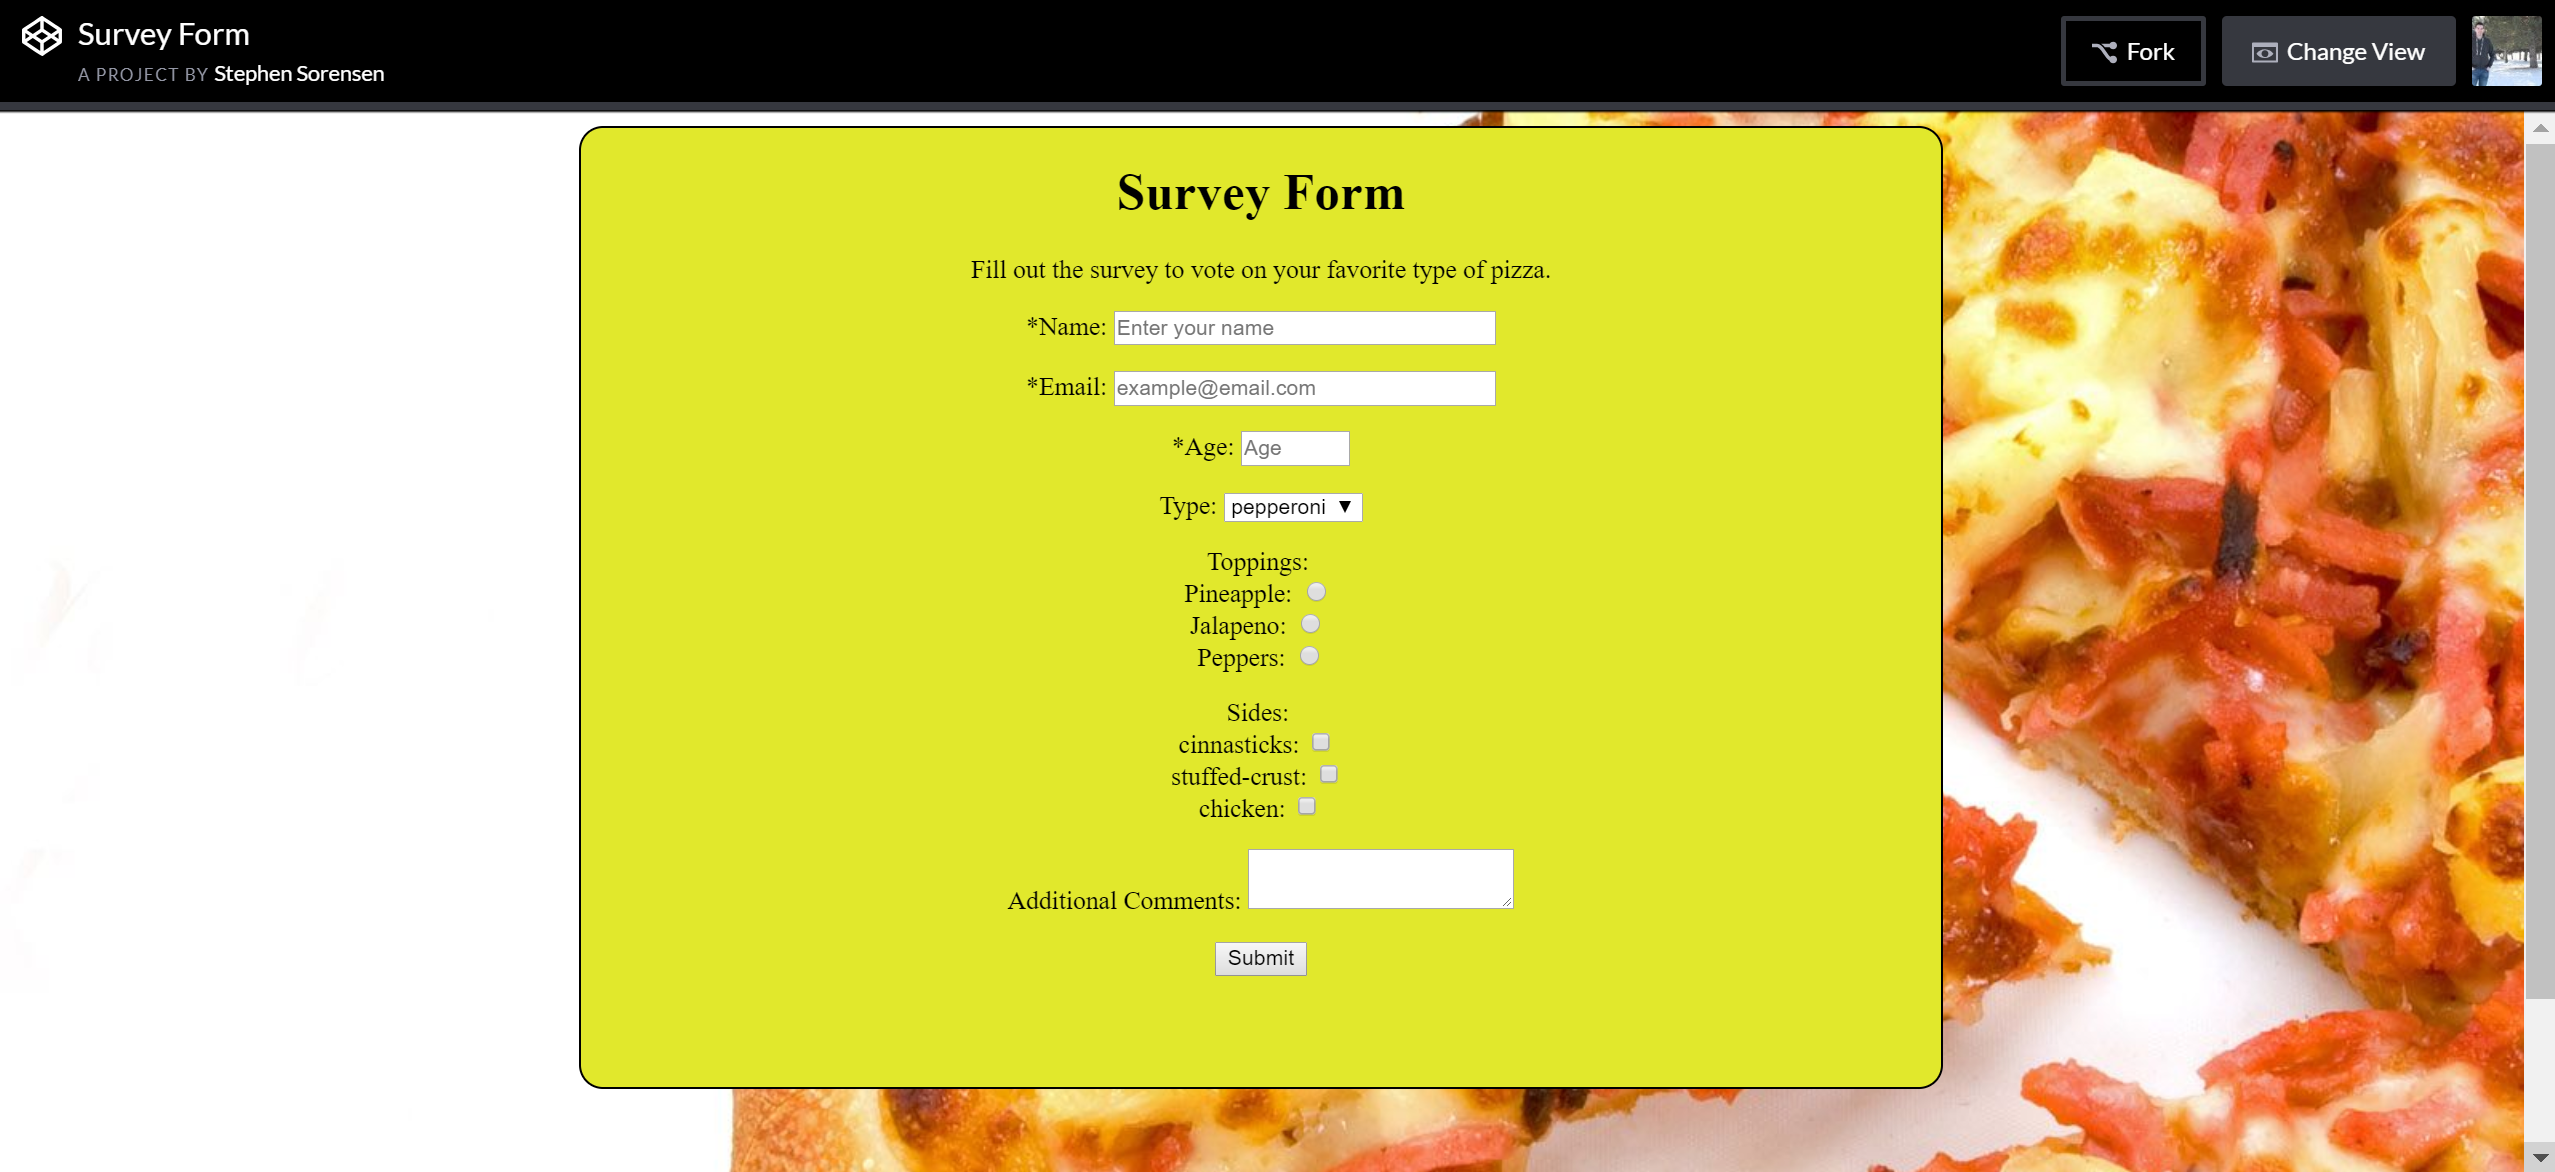 Survey Form
A PROJECT BY Stephen Sorensen
Fork
Change View
Survey Form
Fill out the survey to vote on your favorite type of pizza.
*Name: Enter your name
*Email: example@email.com
*Age: Age
Type: pepperoni
Toppings:
Pineapple:
Jalapeno:
Peppers:
Sides:
cinnasticks:
stuffed-crust:
chicken:
Additional Comments:
Submit